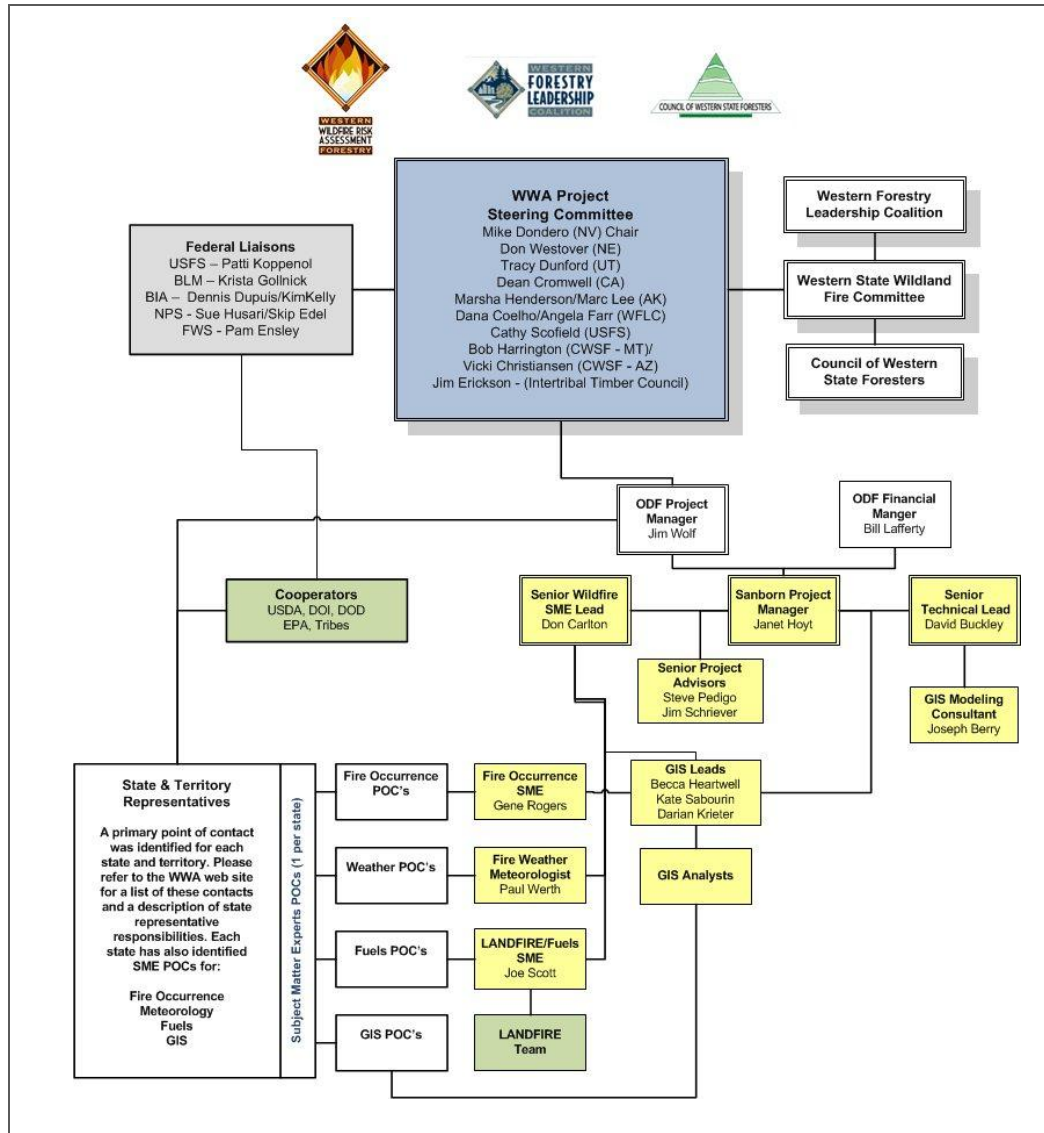 WESTERN
WILDFIRE RISK
ASSESSMENT
FORESTRY
WESTERN
FORESTRY
LEADERSHIP
COALITION
COUNCIL OF WESTERN STATE FORESTERS
WWA Project
Steering Committee
Mike Dondero (NV) Chair
Don Westover (NE)
Tracy Dunford (UT)
Dean Cromwell (CA)
Marsha Henderson/Marc Lee (AK)
Dana Coelho/Angela Farr (WFLC)
Cathy Scofield (USFS)
Bob Harrington (CWSF - MT)/
Vicki Christiansen (CWSF - AZ)
Jim Erickson - (Intertribal Timber Council)
Federal Liaisons
USFS – Patti Koppenol
BLM – Krista Gollnick
BIA – Dennis Dupuis/KimKelly
NPS - Sue Husari/Skip Edel
FWS - Pam Ensley
Western Forestry
Leadership Coalition
Western State Wildland
Fire Committee
Council of Western
State Foresters
ODF Project
Manager
Jim Wolf
ODF Financial
Manger
Bill Lafferty
Cooperators
USDA, DOI, DOD
EPA, Tribes
Senior Wildfire
SME Lead
Don Carlton
Sanborn Project
Manager
Janet Hoyt
Senior
Technical Lead
David Buckley
Senior Project
Advisors
Steve Pedigo
Jim Schriever
GIS Modeling
Consultant
Joseph Berry
State & Territory
Representatives
A primary point of contact
was identified for each
state and territory. Please
refer to the WWA web site
for a list of these contacts
and a description of state
representative
responsibilities. Each
state has also identified
SME POCs for:
Fire Occurrence
Meteorology
Fuels
GIS
Subject Matter Experts POCs (1 per state)
Fire Occurrence
POC's
Fire Occurrence
SME
Gene Rogers
GIS Leads
Becca Heartwell
Kate Sabourin
Darian Krieter
Weather POC's
Fire Weather
Meteorologist
Paul Werth
GIS Analysts
Fuels POC's
LANDFIRE/Fuels
SME
Joe Scott
GIS POC's
LANDFIRE
Team